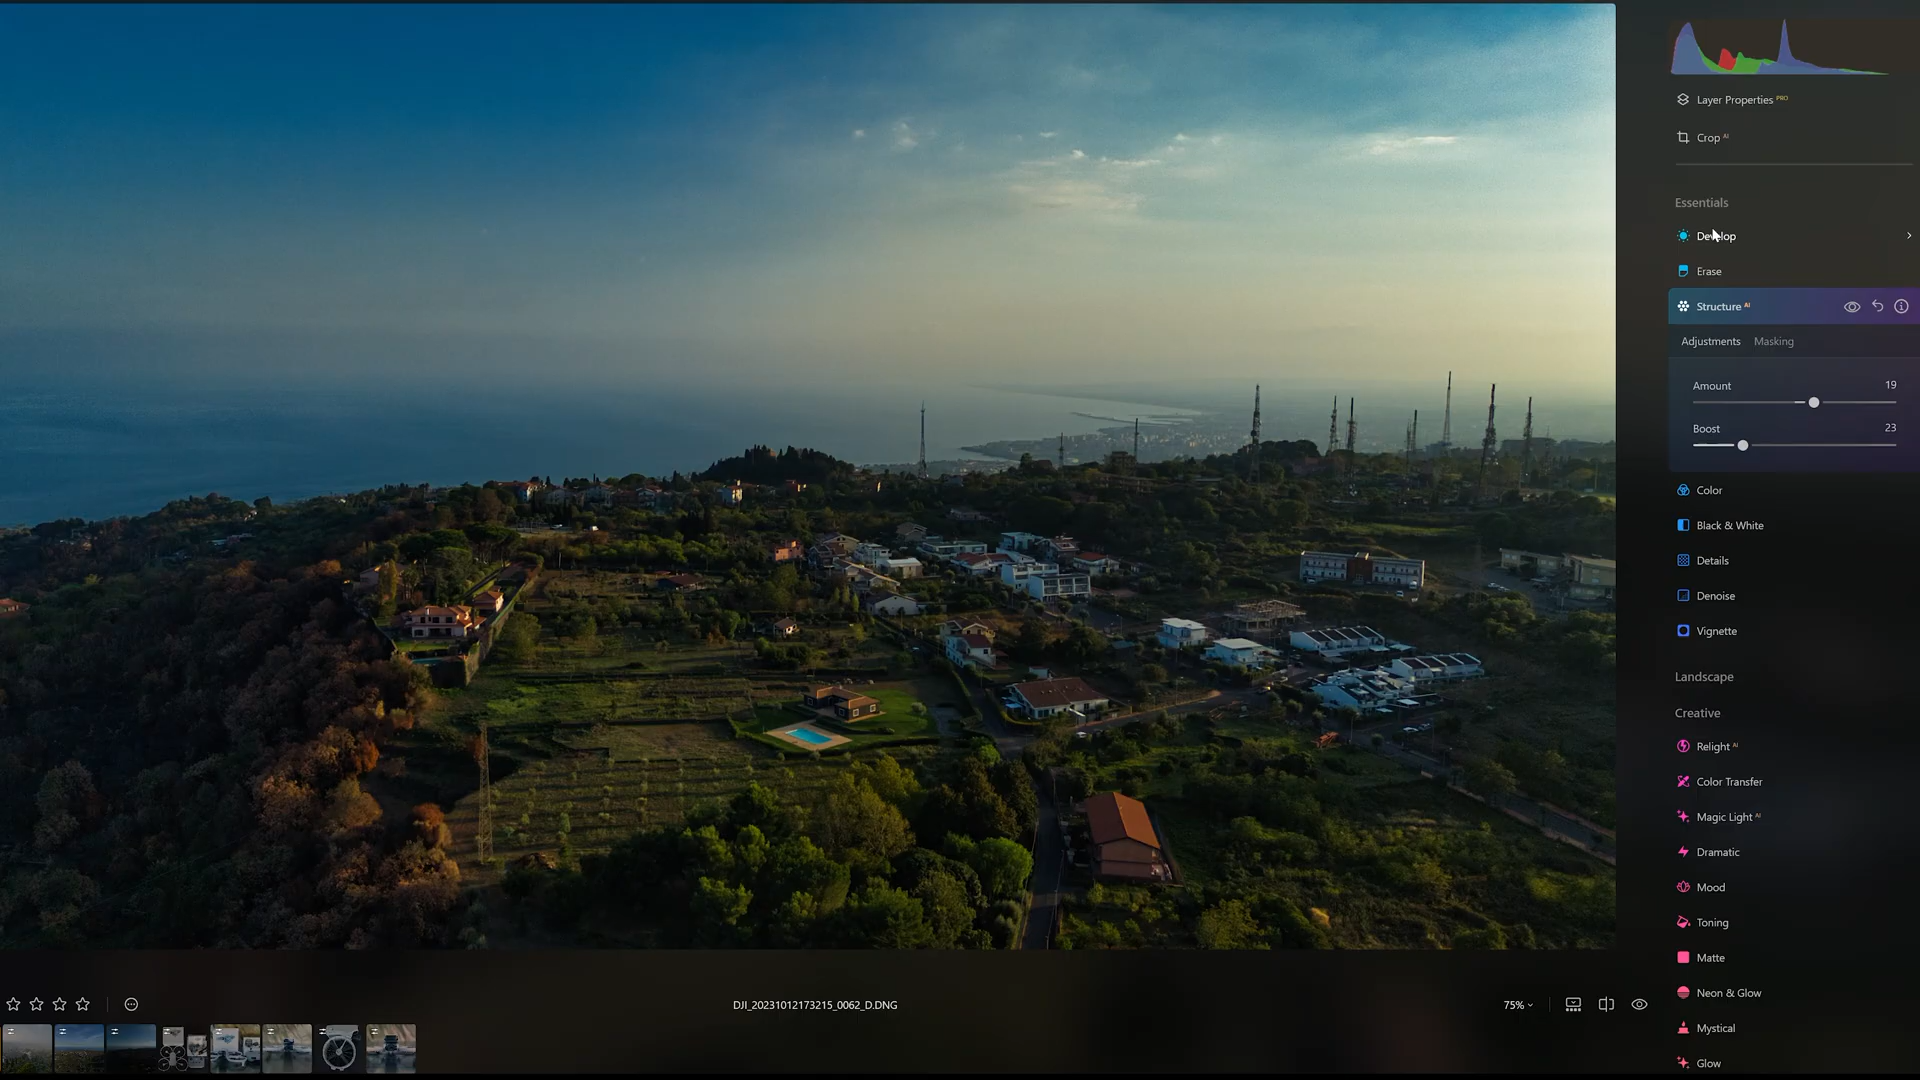 Layer Properties PRO
Crop AI
Essentials
Develop
Erase
Structure AI
Adjustments Masking
Amount 19
Boost 23
Color
Black & White
Details
Denoise
Vignette
Landscape
Creative
Relight AI
Color Transfer
Magic Light AI
Dramatic
Mood
Toning
Matte
Neon & Glow
Mystical
Glow
DJI_20231012173215_0062_D.DNG
75%